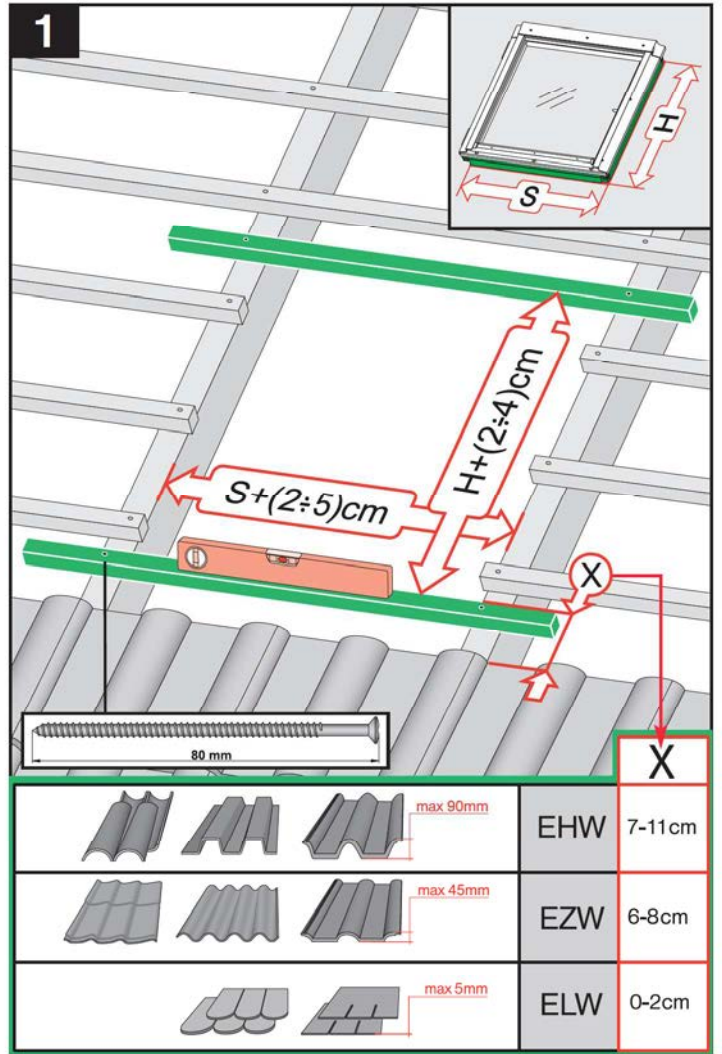 1
H
S
H+(2÷4)cm
S+(2÷5)cm
X
80 mm
X
max 90mm
EHW
7-11cm
max 45mm
EZW
6-8cm
max 5mm
ELW
0-2cm